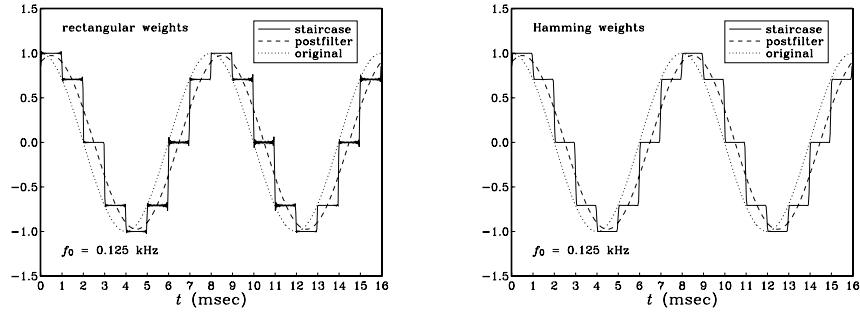 rectangular weights
staircase
postfilter
original
1.5
1.0
0.5
0.0
−0.5
−1.0
−1.5
f0 = 0.125 kHz
0 1 2 3 4 5 6 7 8 9 10 11 12 13 14 15 16
t (msec)
Hamming weights
staircase
postfilter
original
1.5
1.0
0.5
0.0
−0.5
−1.0
−1.5
f0 = 0.125 kHz
0 1 2 3 4 5 6 7 8 9 10 11 12 13 14 15 16
t (msec)